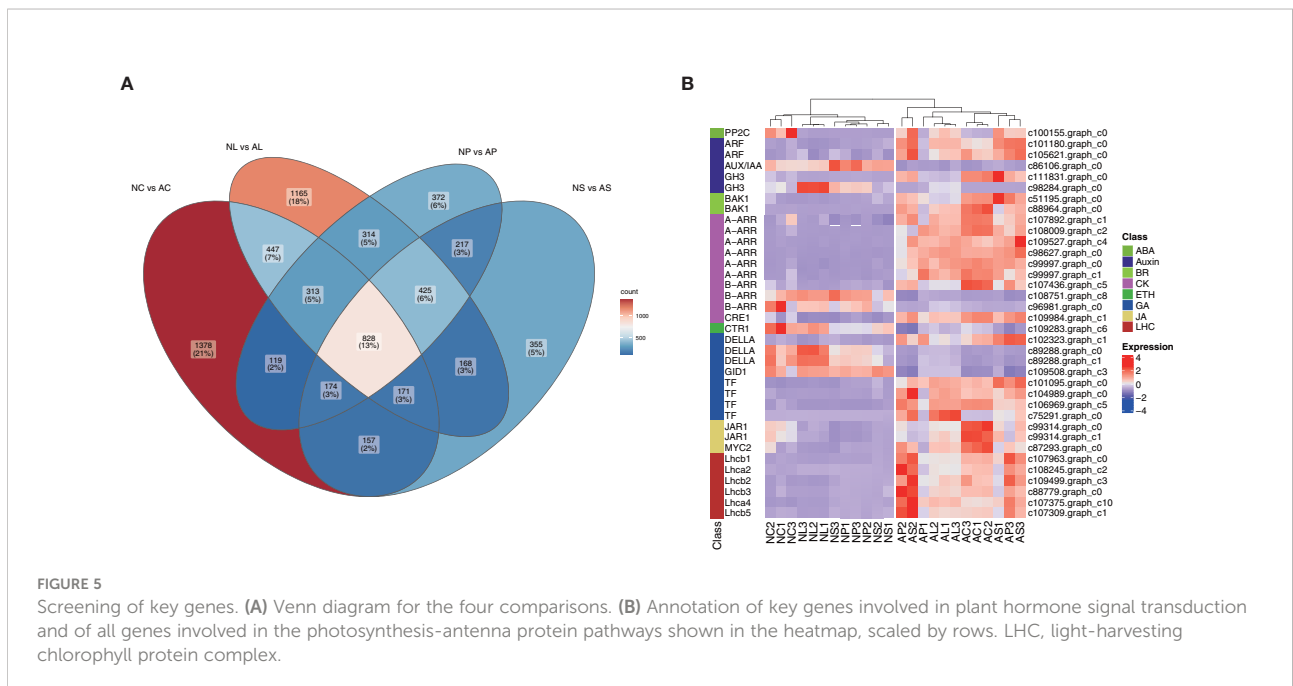 A
NC vs AC
NL vs AL
NP vs AP
NS vs AS
1165
(18%)
372
(6%)
447
(7%)
314
(5%)
217
(3%)
313
(5%)
425
(6%)
1378
(21%)
828
(13%)
355
(5%)
119
(2%)
168
(3%)
174
(3%)
171
(3%)
157
(2%)
count
1000
500
B
PP2C c100155.graph_c0
ARF c101180.graph_c0
ARF c105621.graph_c0
AUX/IAA c86106.graph_c0
GH3 c111831.graph_c0
GH3 c98284.graph_c0
BAK1 c51195.graph_c0
BAK1 c88964.graph_c0
A-ARR c107892.graph_c1
A-ARR c108009.graph_c2
A-ARR c109527.graph_c4
A-ARR c98627.graph_c0
A-ARR c99997.graph_c0
A-ARR c99997.graph_c1
B-ARR c107436.graph_c5
B-ARR c108751.graph_c8
B-ARR c96981.graph_c0
CRE1 c109984.graph_c1
CTR1 c109283.graph_c6
DELLA c102323.graph_c1
DELLA c89288.graph_c0
DELLA c89288.graph_c1
GID1 c109508.graph_c3
TF c101095.graph_c0
TF c104989.graph_c0
TF c106969.graph_c5
TF c75291.graph_c0
JAR1 c99314.graph_c0
JAR1 c99314.graph_c1
MYC2 c87293.graph_c0
Lhcb1 c107963.graph_c0
Lhca2 c108245.graph_c2
Lhcb2 c109499.graph_c3
Lhcb3 c88779.graph_c0
Lhca4 c107375.graph_c10
Lhcb5 c107309.graph_c1
Class NC2 NC1 NC3 NL3 NL2 NL1 NS3 NP1 NP3 NP2 NS2 NS1 AP2 AS2 AP1 AL2 AL1 AL3 AC3 AC1 AC2 AS1 AP3 AS3
Class
ABA
Auxin
BR
CK
ETH
GA
JA
LHC
Expression
4
2
0
−2
−4
FIGURE 5
Screening of key genes. (A) Venn diagram for the four comparisons. (B) Annotation of key genes involved in plant hormone signal transduction
and of all genes involved in the photosynthesis-antenna protein pathways shown in the heatmap, scaled by rows. LHC, light-harvesting
chlorophyll protein complex.